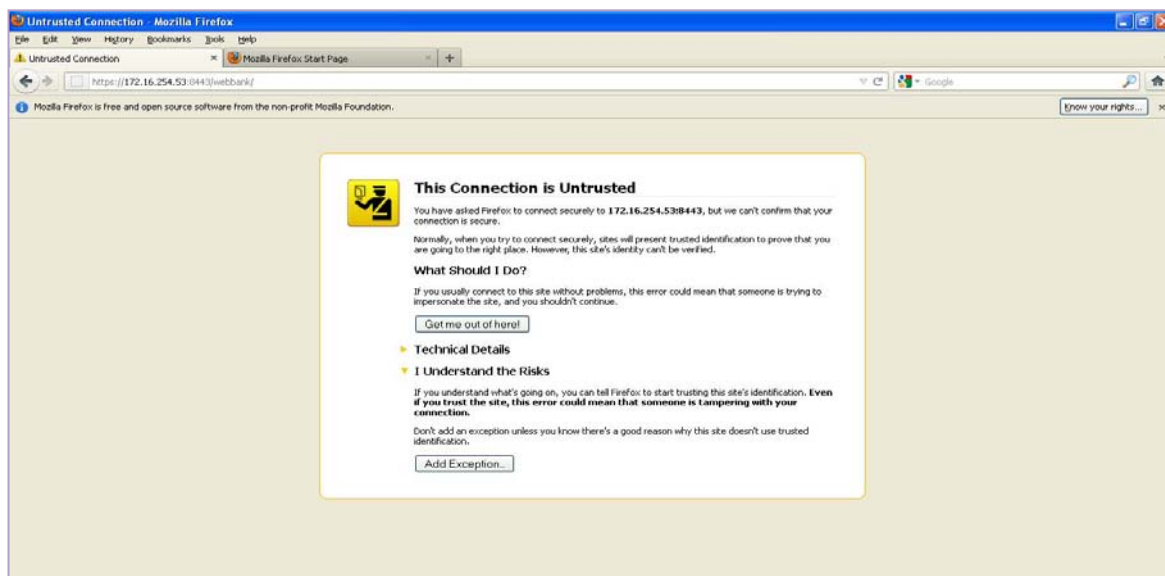 Untrusted Connection - Mozilla Firefox
File Edit View History Bookmarks Tools Help
Untrusted Connection × Mozilla Firefox Start Page × +
https://172.16.254.53:8443/webbank/ Google
Mozilla Firefox is free and open source software from the non-profit Mozilla Foundation. Know your rights... ×
This Connection is Untrusted
You have asked Firefox to connect securely to 172.16.254.53:8443, but we can't confirm that your
connection is secure.
Normally, when you try to connect securely, sites will present trusted identification to prove that you
are going to the right place. However, this site's identity can't be verified.
What Should I Do?
If you usually connect to this site without problems, this error could mean that someone is trying to
impersonate the site, and you shouldn't continue.
Get me out of here!
Technical Details
I Understand the Risks
If you understand what's going on, you can tell Firefox to start trusting this site's identification. Even
if you trust the site, this error could mean that someone is tampering with your
connection.
Don't add an exception unless you know there's a good reason why this site doesn't use trusted
identification.
Add Exception...